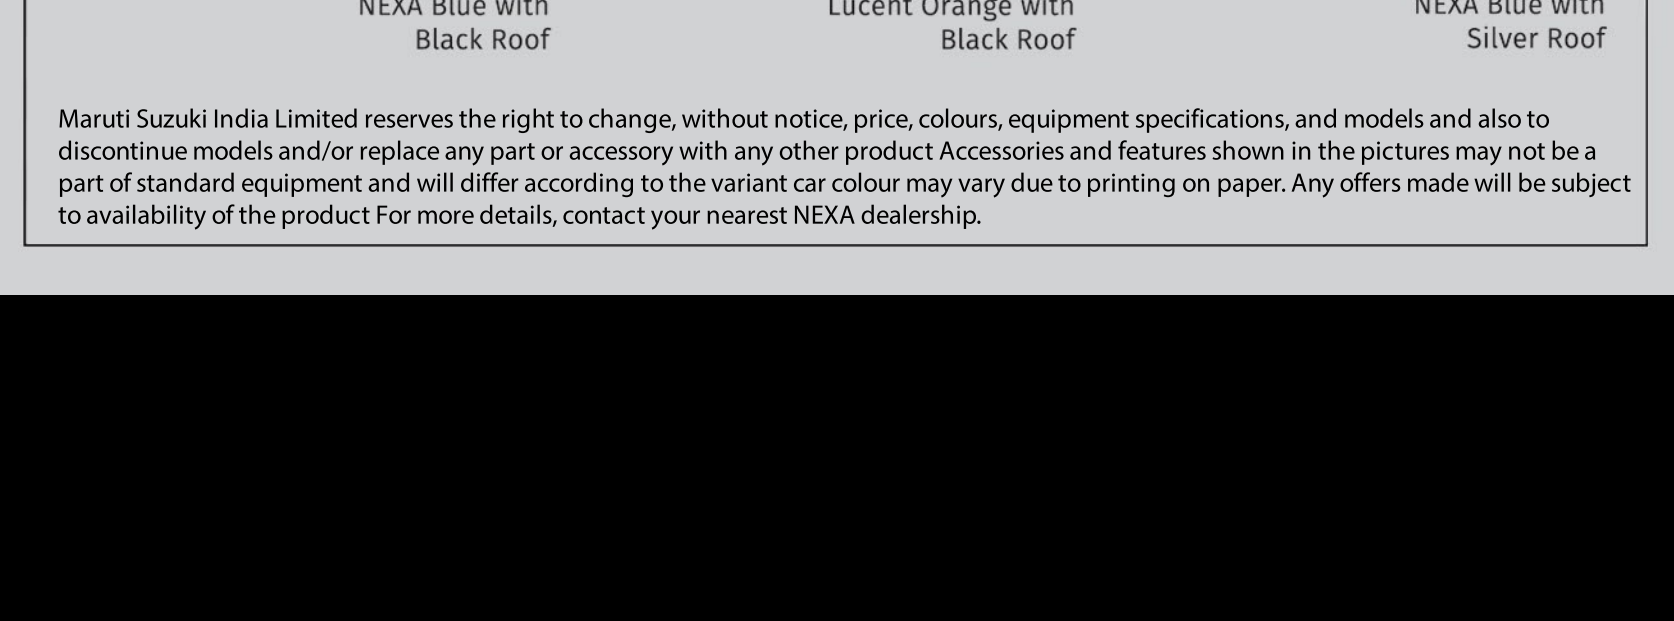 NEXA Blue with
Black Roof
Lucent Orange with
Black Roof
NEXA Blue with
Silver Roof
Maruti Suzuki India Limited reserves the right to change, without notice, price, colours, equipment specifications, and models and also to
discontinue models and/or replace any part or accessory with any other product Accessories and features shown in the pictures may not be a
part of standard equipment and will differ according to the variant car colour may vary due to printing on paper. Any offers made will be subject
to availability of the product For more details, contact your nearest NEXA dealership.